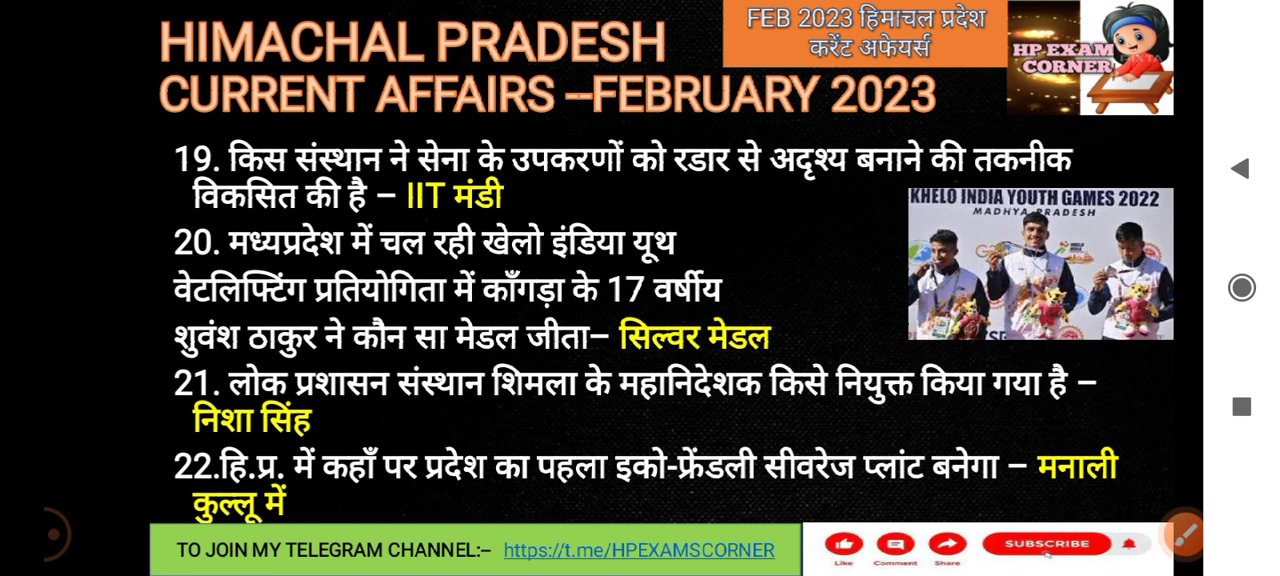 HIMACHAL PRADESH
CURRENT AFFAIRS --FEBRUARY 2023
FEB 2023 हिमाचल प्रदेश
करेंट अफेयर्स
HP EXAM
CORNER
19. किस संस्थान ने सेना के उपकरणों को रडार से अदृश्य बनाने की तकनीक
विकसित की है – IIT मंडी
20. मध्यप्रदेश में चल रही खेलो इंडिया यूथ
वेटलिफ्टिंग प्रतियोगिता में काँगड़ा के 17 वर्षीय
शुवंश ठाकुर ने कौन सा मेडल जीता– सिल्वर मेडल
KHELO INDIA YOUTH GAMES 2022
MADHYA PRADESH
21. लोक प्रशासन संस्थान शिमला के महानिदेशक किसे नियुक्त किया गया है –
निशा सिंह
22.हि.प्र. में कहाँ पर प्रदेश का पहला इको-फ्रेंडली सीवरेज प्लांट बनेगा – मनाली
कुल्लू में
TO JOIN MY TELEGRAM CHANNEL:– https://t.me/HPEXAMSCORNER
Like Comment Share SUBSCRIBE